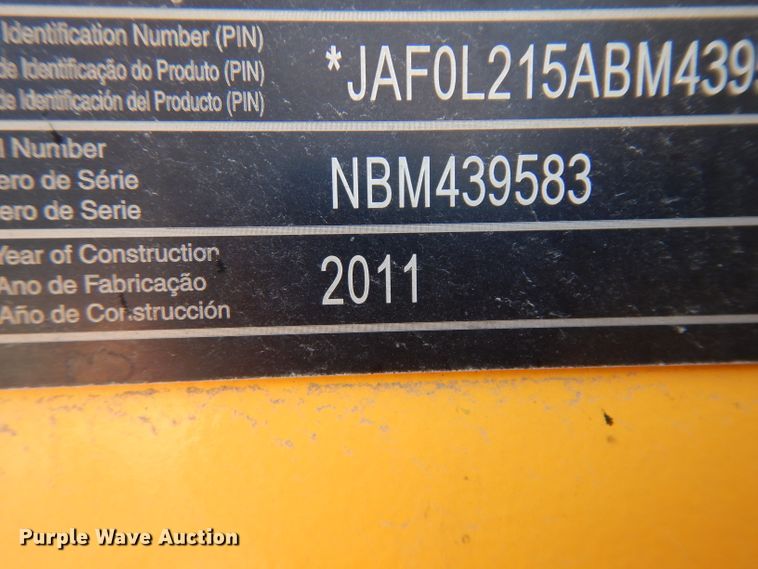 Identification Number (PIN)
de Identificação do Produto (PIN)
de Identificación del Producto (PIN)
*JAF0L215ABM4395
l Number
ero de Série
ero de Serie
NBM439583
Year of Construction
Ano de Fabricação
Año de Construcción
2011
Purple Wave Auction